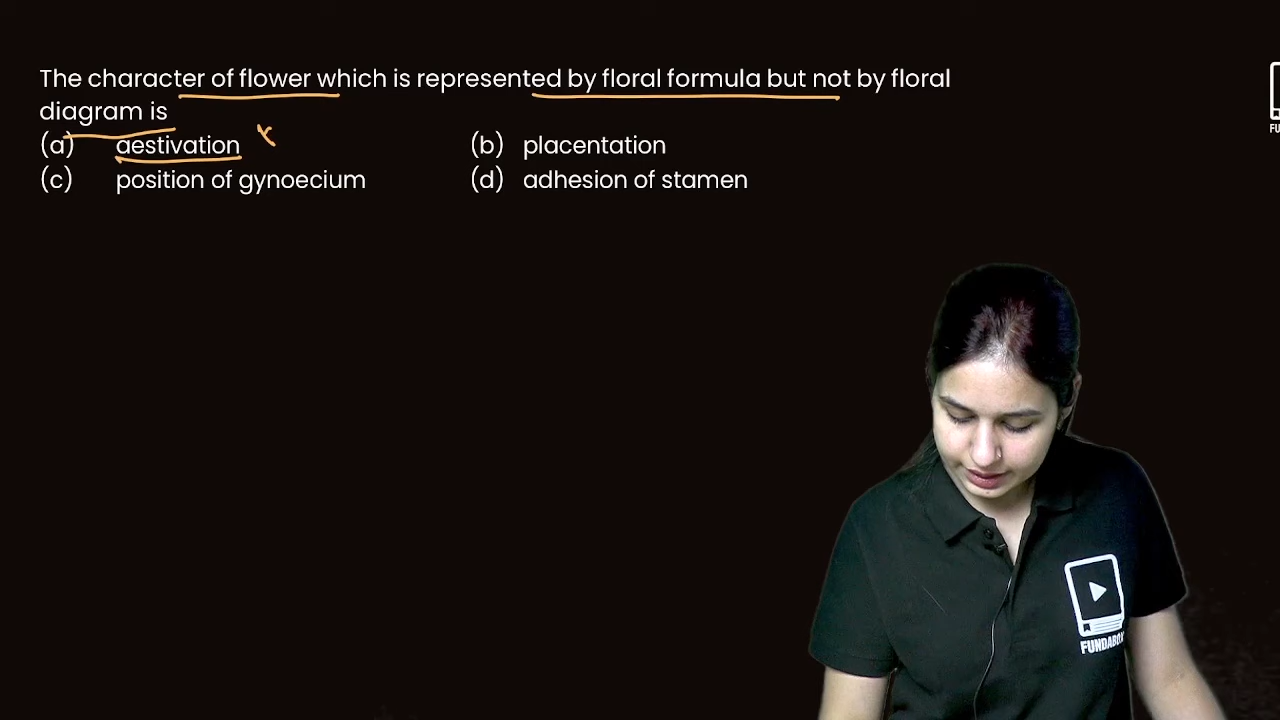 The character of flower which is represented by floral formula but not by floral
diagram is
(a) aestivation (b) placentation
(c) position of gynoecium (d) adhesion of stamen
FUNDABOX